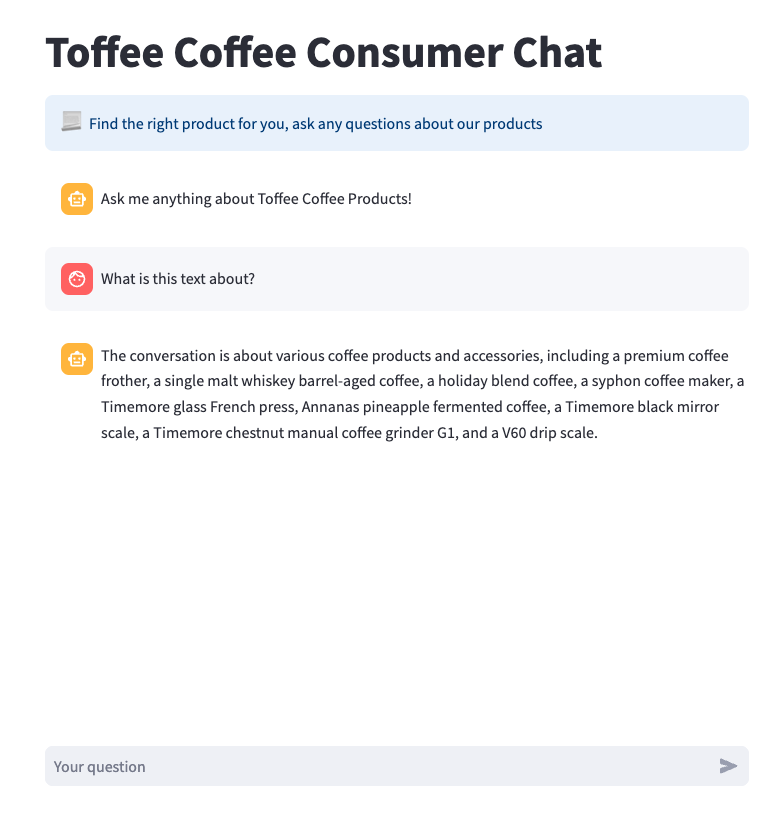 Toffee Coffee Consumer Chat
Find the right product for you, ask any questions about our products
Ask me anything about Toffee Coffee Products!
What is this text about?
The conversation is about various coffee products and accessories, including a premium coffee
frother, a single malt whiskey barrel-aged coffee, a holiday blend coffee, a syphon coffee maker, a
Timemore glass French press, Annanas pineapple fermented coffee, a Timemore black mirror
scale, a Timemore chestnut manual coffee grinder G1, and a V60 drip scale.
Your question